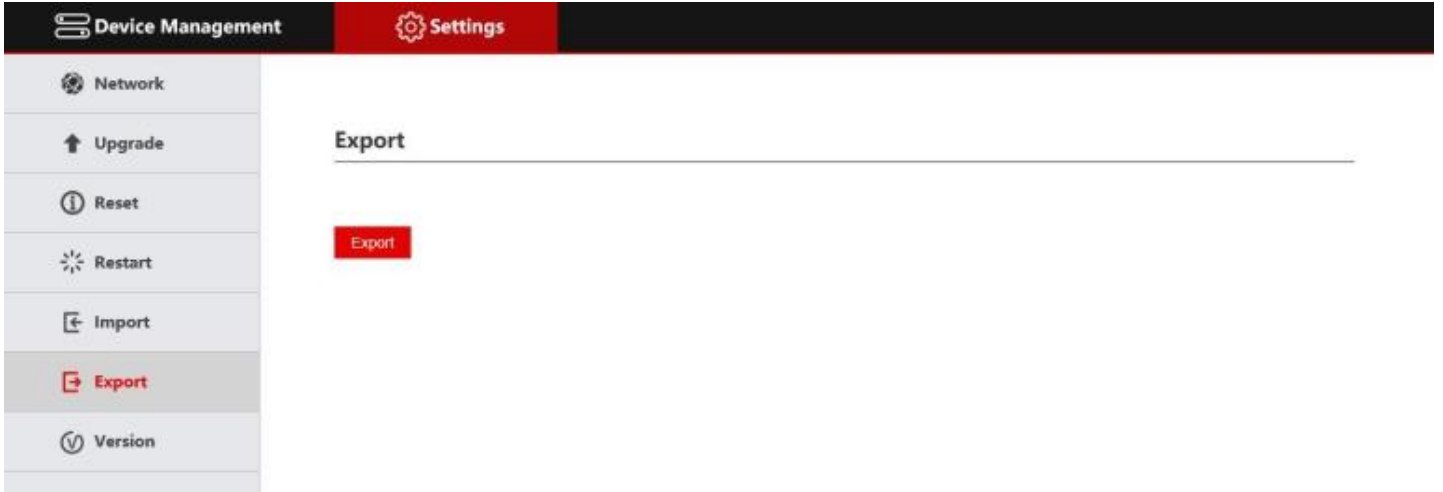 Device Management
Settings
Network
Upgrade
Reset
Restart
Import
Export
Version
Export
Export